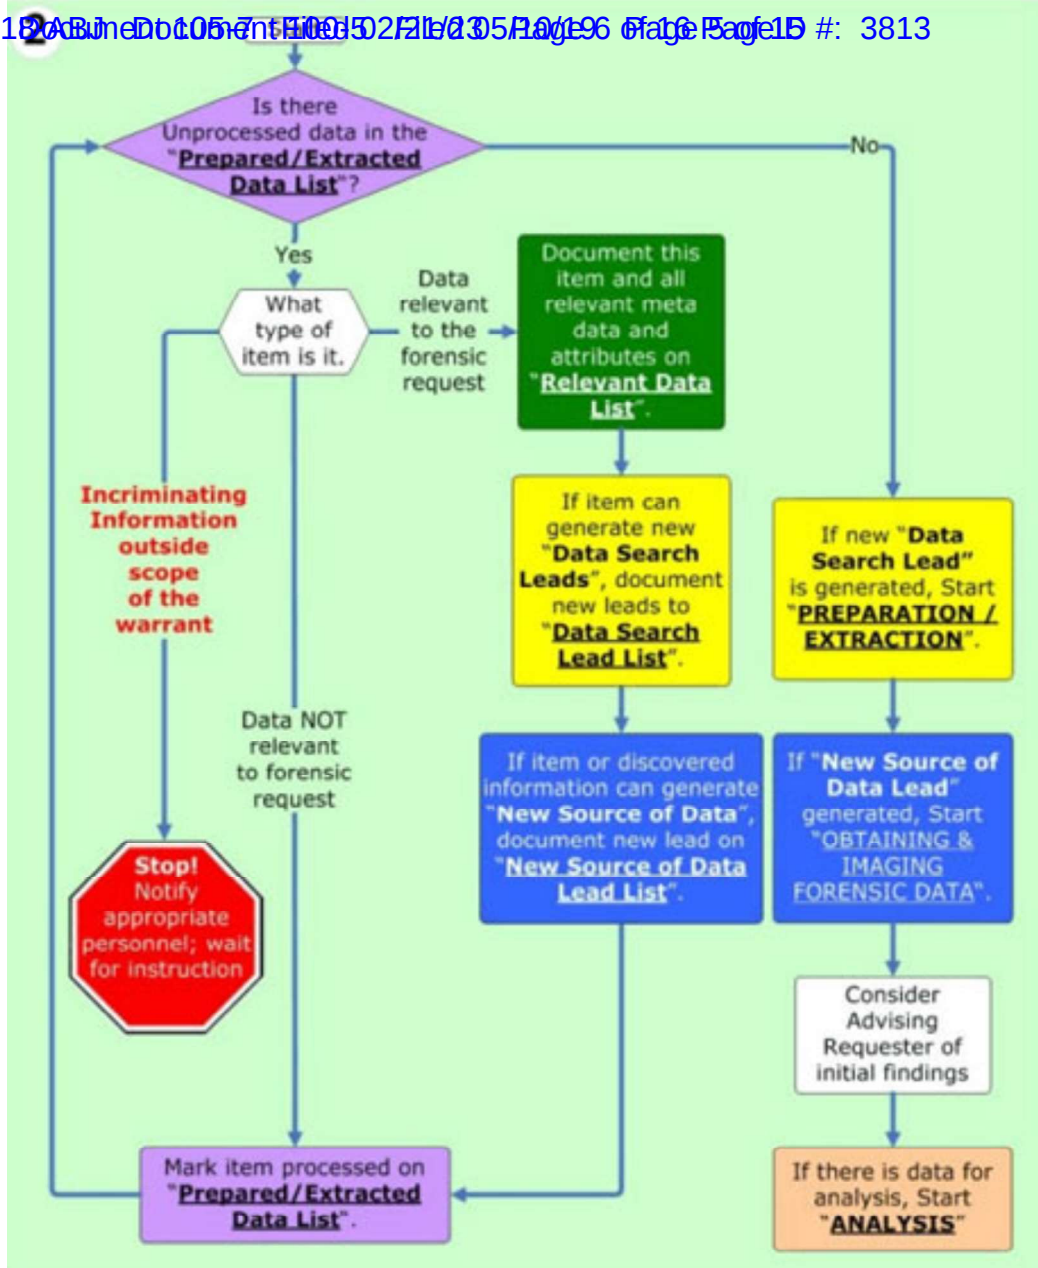 2
Is there
Unprocessed data in the
"Prepared/Extracted
Data List"?
No
Yes
What
type of
item is it.
Data
relevant
to the
forensic
request
Document this
item and all
relevant meta
data and
attributes on
"Relevant Data
List".
Incriminating
Information
outside
scope
of the
warrant
If item can
generate new
"Data Search
Leads", document
new leads to
"Data Search
Lead List".
If new "Data
Search Lead"
is generated, Start
"PREPARATION /
EXTRACTION".
Data NOT
relevant
to forensic
request
If item or discovered
information can generate
"New Source of Data",
document new lead on
"New Source of Data
Lead List".
If "New Source of
Data Lead"
generated, Start
"OBTAINING &
IMAGING
FORENSIC DATA".
Stop!
Notify
appropriate
personnel; wait
for instruction
Consider
Advising
Requester of
initial findings
Mark item processed on
"Prepared/Extracted
Data List".
If there is data for
analysis, Start
"ANALYSIS"
#: 3813